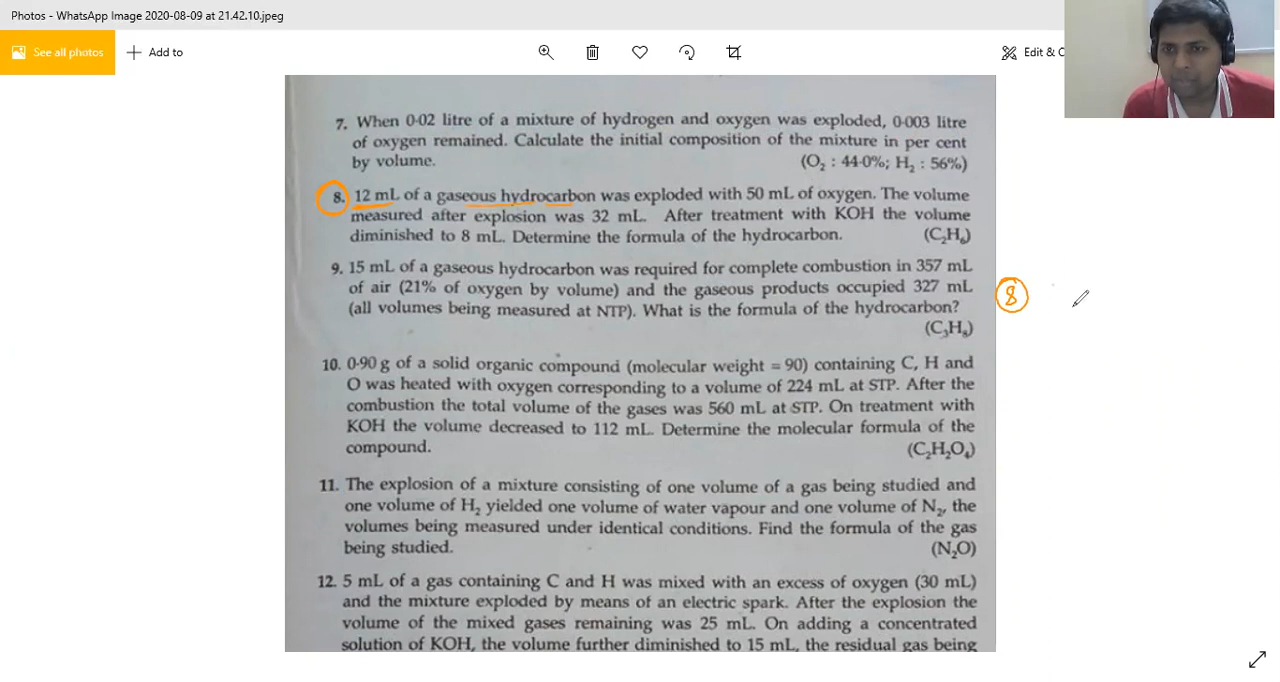 Photos - WhatsApp Image 2020-08-09 at 21.42.10.jpeg
See all photos
Add to
Edit & C
7. When 0·02 litre of a mixture of hydrogen and oxygen was exploded, 0·003 litre
of oxygen remained. Calculate the initial composition of the mixture in per cent
by volume. (O₂ : 44·0%; H₂ : 56%)
8. 12 mL of a gaseous hydrocarbon was exploded with 50 mL of oxygen. The volume
measured after explosion was 32 mL. After treatment with KOH the volume
diminished to 8 mL. Determine the formula of the hydrocarbon. (C₂H₆)
9. 15 mL of a gaseous hydrocarbon was required for complete combustion in 357 mL
of air (21% of oxygen by volume) and the gaseous products occupied 327 mL
8
(all volumes being measured at NTP). What is the formula of the hydrocarbon?
(C₃H₈)
10. 0·90 g of a solid organic compound (molecular weight = 90) containing C, H and
O was heated with oxygen corresponding to a volume of 224 mL at STP. After the
combustion the total volume of the gases was 560 mL at STP. On treatment with
KOH the volume decreased to 112 mL. Determine the molecular formula of the
compound. (C₂H₂O₄)
11. The explosion of a mixture consisting of one volume of a gas being studied and
one volume of H₂ yielded one volume of water vapour and one volume of N₂, the
volumes being measured under identical conditions. Find the formula of the gas
being studied. (N₂O)
12. 5 mL of a gas containing C and H was mixed with an excess of oxygen (30 mL)
and the mixture exploded by means of an electric spark. After the explosion the
volume of the mixed gases remaining was 25 mL. On adding a concentrated
solution of KOH, the volume further diminished to 15 mL, the residual gas being